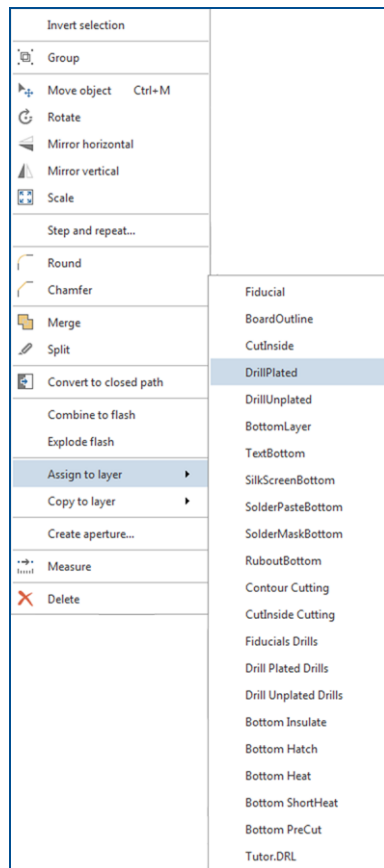 Invert selection
Group
Move object Ctrl+M
Rotate
Mirror horizontal
Mirror vertical
Scale
Step and repeat...
Round
Chamfer
Merge
Split
Convert to closed path
Combine to flash
Explode flash
Assign to layer
Copy to layer
Create aperture...
Measure
Delete
Fiducial
BoardOutline
CutInside
DrillPlated
DrillUnplated
BottomLayer
TextBottom
SilkScreenBottom
SolderPasteBottom
SolderMaskBottom
RuboutBottom
Contour Cutting
CutInside Cutting
Fiducials Drills
Drill Plated Drills
Drill Unplated Drills
Bottom Insulate
Bottom Hatch
Bottom Heat
Bottom ShortHeat
Bottom PreCut
Tutor.DRL